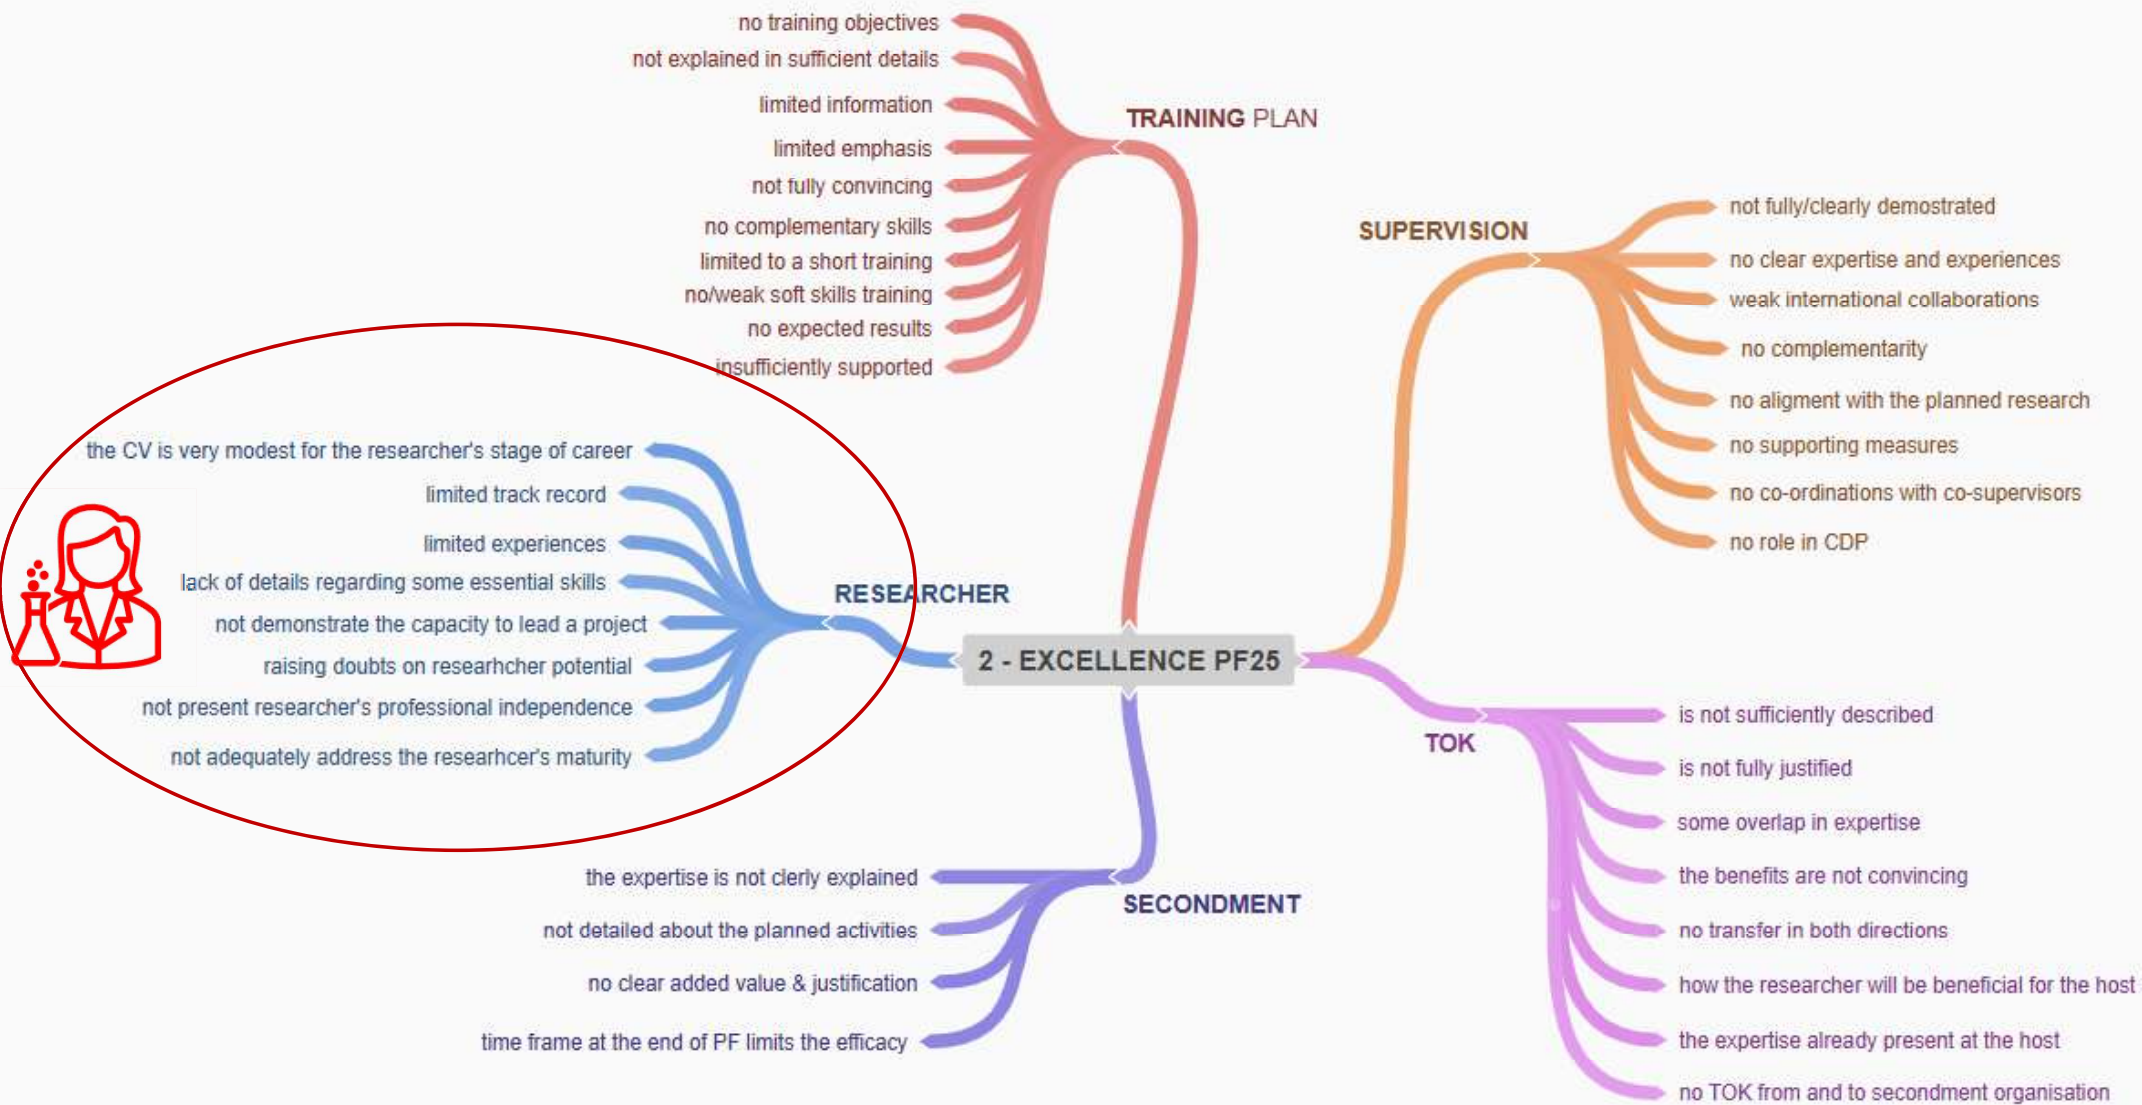 no training objectives
not explained in sufficient details
limited information
limited emphasis
not fully convincing
no complementary skills
limited to a short training
no/weak soft skills training
no expected results
insufficiently supported
TRAINING PLAN
SUPERVISION
not fully/clearly demostrated
no clear expertise and experiences
weak international collaborations
no complementarity
no aligment with the planned research
no supporting measures
no co-ordinations with co-supervisors
no role in CDP
the CV is very modest for the researcher's stage of career
limited track record
limited experiences
lack of details regarding some essential skills
not demonstrate the capacity to lead a project
raising doubts on researhcher potential
not present researcher's professional independence
not adequately address the researhcer's maturity
RESEARCHER
2 - EXCELLENCE PF25
TOK
is not sufficiently described
is not fully justified
some overlap in expertise
the benefits are not convincing
no transfer in both directions
how the researcher will be beneficial for the host
the expertise already present at the host
no TOK from and to secondment organisation
the expertise is not clerly explained
not detailed about the planned activities
no clear added value & justification
time frame at the end of PF limits the efficacy
SECONDMENT